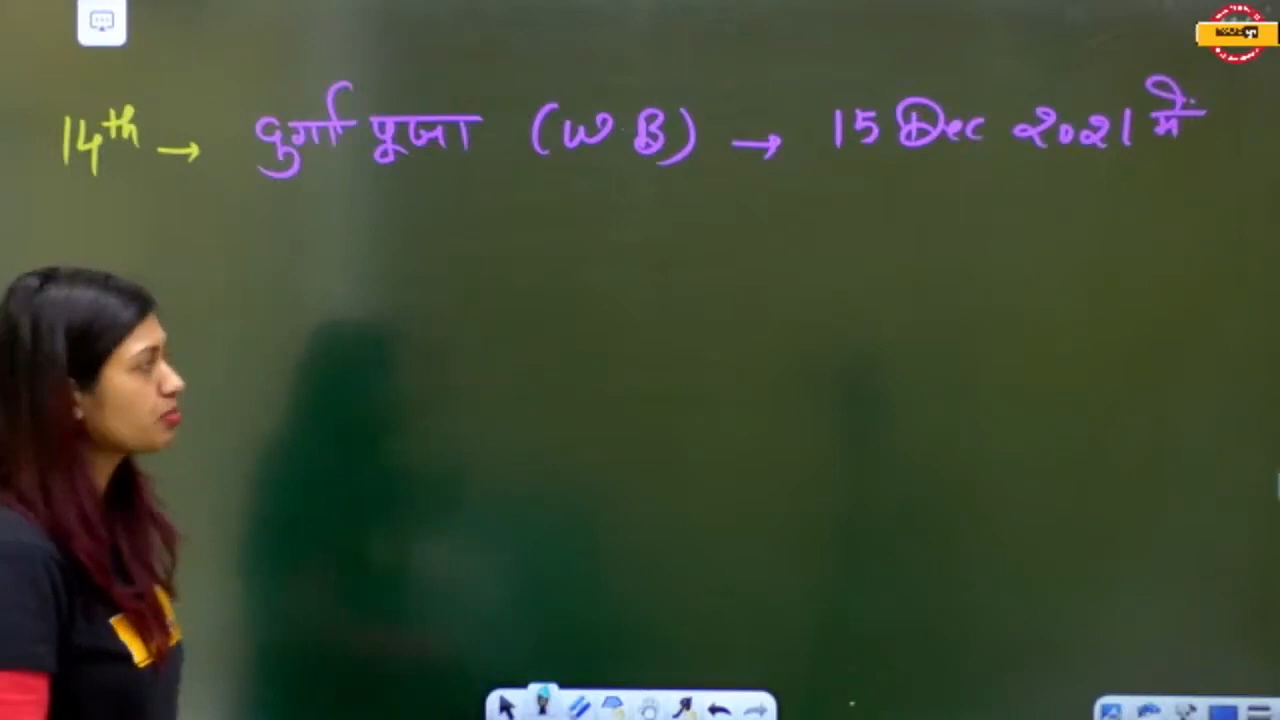 14th → दुर्गा पूजा (W B) → 15 Dec 2021 में